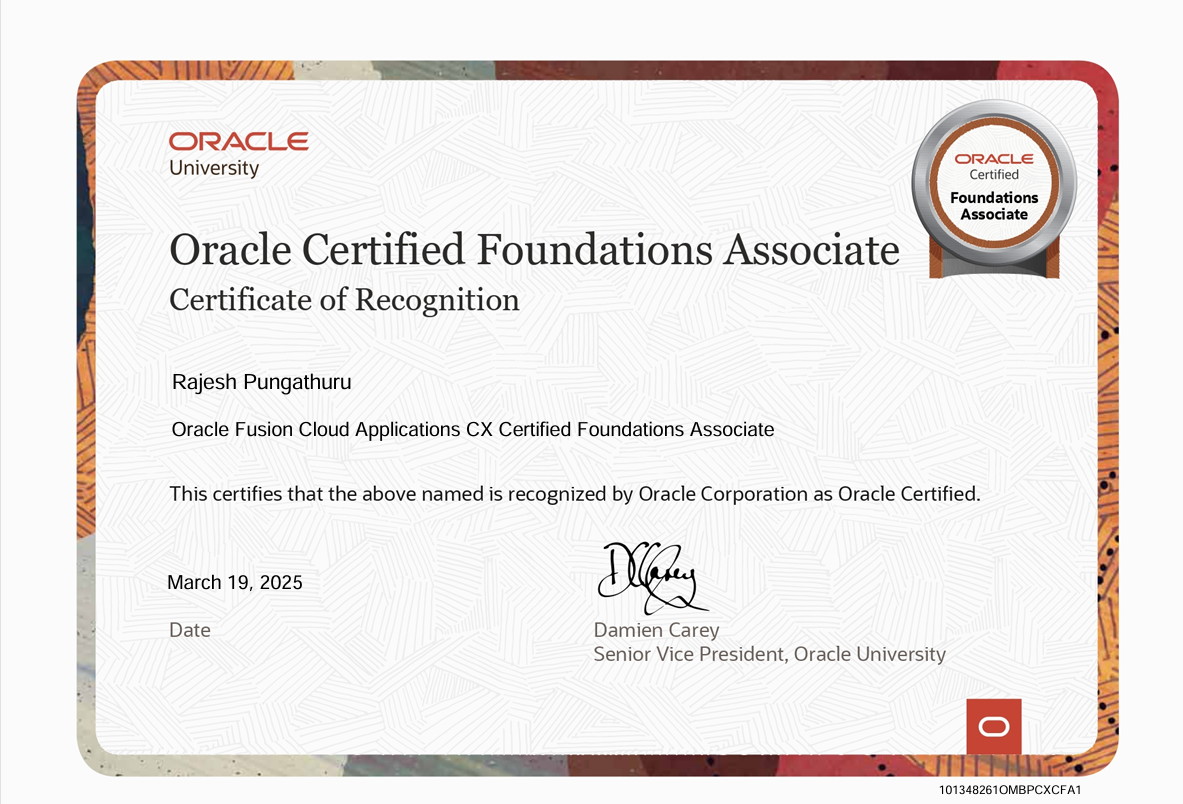 ORACLE
University
ORACLE
Certified
Foundations
Associate
Oracle Certified Foundations Associate
Certificate of Recognition
Rajesh Pungathuru
Oracle Fusion Cloud Applications CX Certified Foundations Associate
This certifies that the above named is recognized by Oracle Corporation as Oracle Certified.
DCarey
March 19, 2025
Date
Damien Carey
Senior Vice President, Oracle University
101348261OMBPCXCFA1